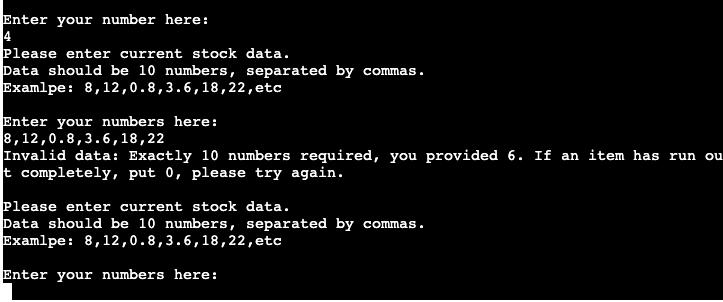 Enter your number here:
4
Please enter current stock data.
Data should be 10 numbers, separated by commas.
Examlpe: 8,12,0.8,3.6,18,22,etc
Enter your numbers here:
8,12,0.8,3.6,18,22
Invalid data: Exactly 10 numbers required, you provided 6. If an item has run ou
t completely, put 0, please try again.
Please enter current stock data.
Data should be 10 numbers, separated by commas.
Examlpe: 8,12,0.8,3.6,18,22,etc
Enter your numbers here: